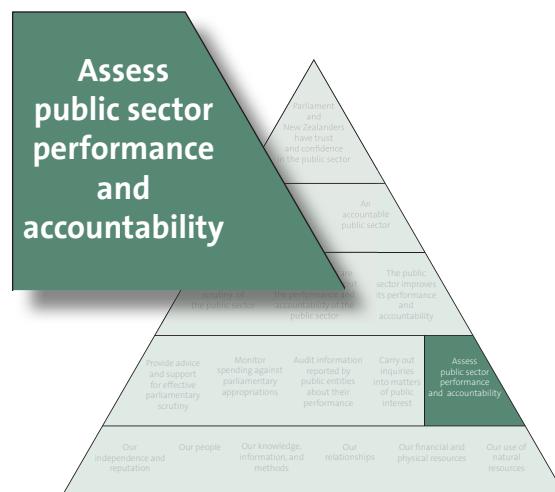 Assess
public sector
performance
and
accountability
Parliament
and
New Zealanders
have trust
and confidence
in the public sector
An
accountable
public sector
scrutiny of
the public sector
are
out
the performance and
accountability of the
public sector
The public
sector improves
its performance
and
accountability
Provide advice
and support
for effective
parliamentary
scrutiny
Monitor
spending against
parliamentary
appropriations
Audit information
reported by
public entities
about their
performance
Carry out
inquiries
into matters
of public
interest
Assess
public sector
performance
and accountability
Our
independence and
reputation
Our people
Our knowledge,
information, and
methods
Our
relationships
Our financial and
physical resources
Our use of
natural
resources